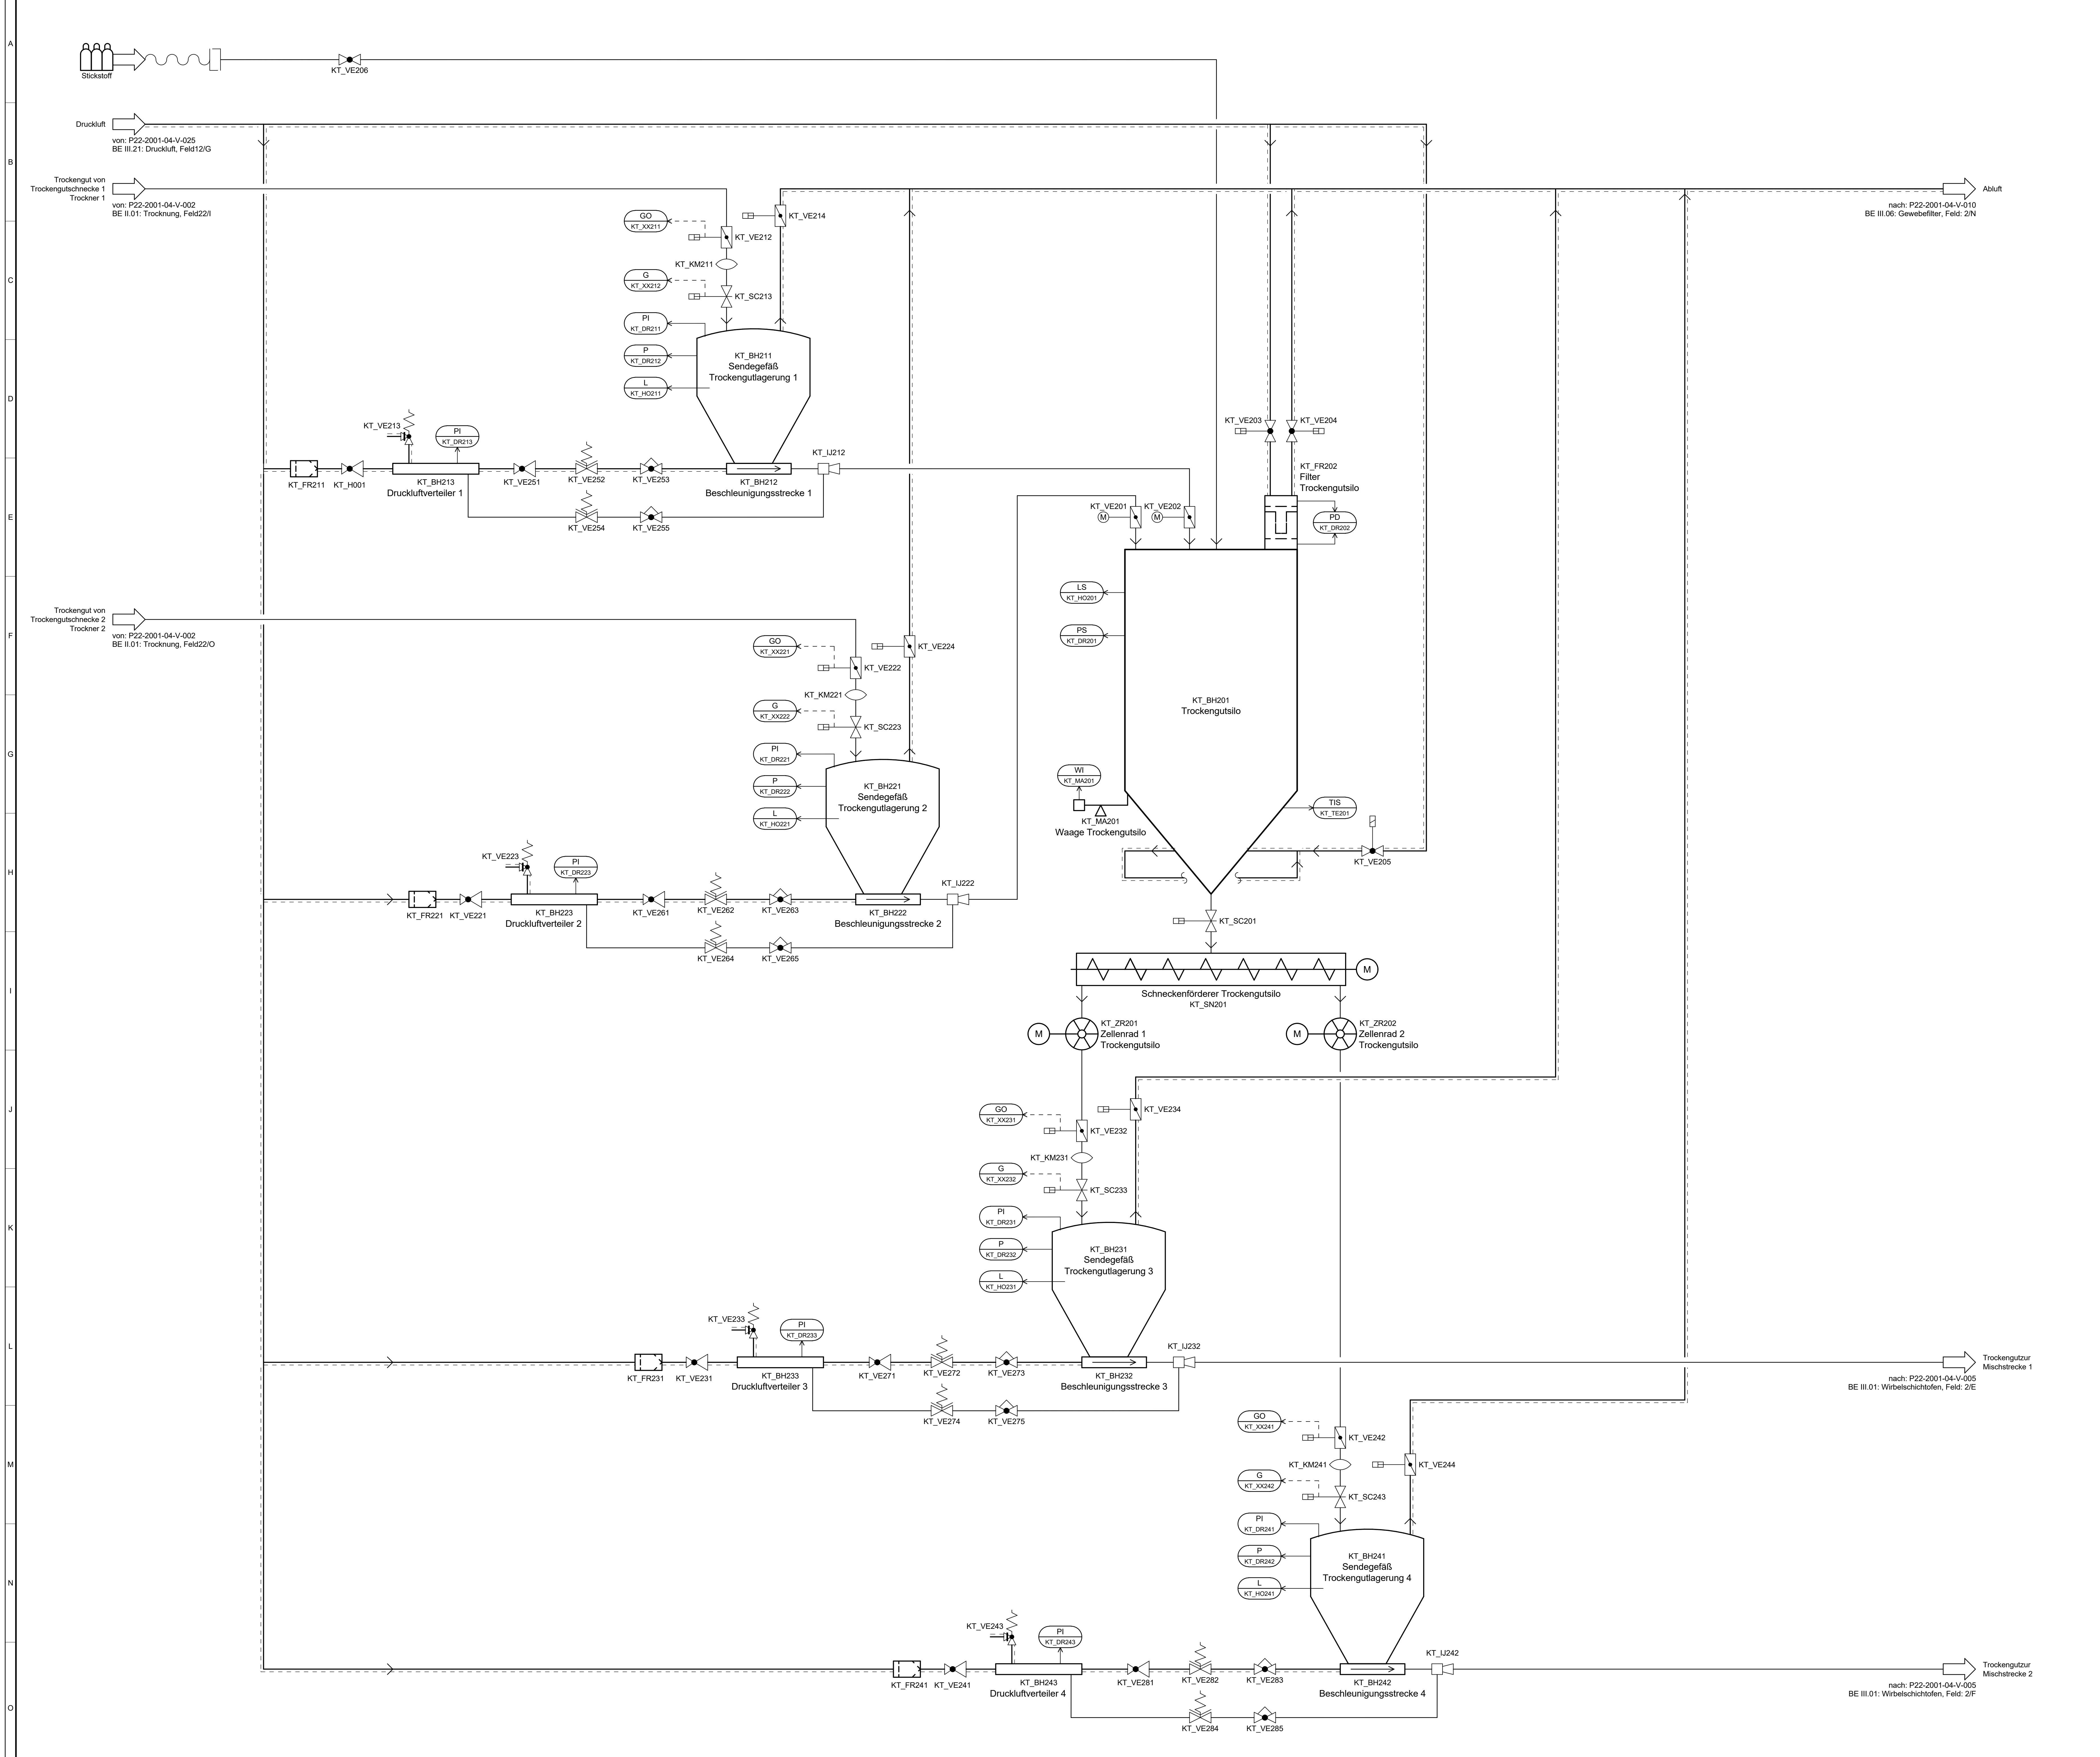 A
B
C
D
E
F
G
H
I
J
K
L
M
N
O
Stickstoff
KT_VE206
Druckluft
von: P22-2001-04-V-025
BE III.21: Druckluft, Feld12/G
Trockengut von
Trockengutschnecke 1
Trockner 1
von: P22-2001-04-V-002
BE II.01: Trocknung, Feld22/I
Abluft
nach: P22-2001-04-V-010
BE III.06: Gewebefilter, Feld: 2/N
GO
KT_XX211
KT_VE212
KT_VE214
KT_KM211
G
KT_XX212
KT_SC213
PI
KT_DR211
P
KT_DR212
L
KT_HO211
KT_BH211
Sendegefäß
Trockengutlagerung 1
KT_VE213
PI
KT_DR213
KT_FR211
KT_H001
KT_BH213
Druckluftverteiler 1
KT_VE251
KT_VE252
KT_VE253
KT_BH212
Beschleunigungsstrecke 1
KT_IJ212
KT_VE254
KT_VE255
KT_VE203
KT_VE204
KT_FR202
Filter
Trockengutsilo
KT_VE201
M
KT_VE202
M
PD
KT_DR202
LS
KT_HO201
PS
KT_DR201
KT_BH201
Trockengutsilo
WI
KT_MA201
KT_MA201
Waage Trockengutsilo
TIS
KT_TE201
KT_VE205
KT_SC201
Trockengut von
Trockengutschnecke 2
Trockner 2
von: P22-2001-04-V-002
BE II.01: Trocknung, Feld22/O
GO
KT_XX221
KT_VE222
KT_VE224
KT_KM221
G
KT_XX222
KT_SC223
PI
KT_DR221
P
KT_DR222
L
KT_HO221
KT_BH221
Sendegefäß
Trockengutlagerung 2
KT_VE223
PI
KT_DR223
KT_FR221
KT_VE221
KT_BH223
Druckluftverteiler 2
KT_VE261
KT_VE262
KT_VE263
KT_BH222
Beschleunigungsstrecke 2
KT_IJ222
KT_VE264
KT_VE265
M
Schneckenförderer Trockengutsilo
KT_SN201
M
KT_ZR201
Zellenrad 1
Trockengutsilo
M
KT_ZR202
Zellenrad 2
Trockengutsilo
GO
KT_XX231
KT_VE232
KT_VE234
KT_KM231
G
KT_XX232
KT_SC233
PI
KT_DR231
P
KT_DR232
L
KT_HO231
KT_BH231
Sendegefäß
Trockengutlagerung 3
KT_VE233
PI
KT_DR233
KT_FR231
KT_VE231
KT_BH233
Druckluftverteiler 3
KT_VE271
KT_VE272
KT_VE273
KT_BH232
Beschleunigungsstrecke 3
KT_IJ232
KT_VE274
KT_VE275
Trockengutzur
Mischstrecke 1
nach: P22-2001-04-V-005
BE III.01: Wirbelschichtofen, Feld: 2/E
GO
KT_XX241
KT_VE242
KT_VE244
KT_KM241
G
KT_XX242
KT_SC243
PI
KT_DR241
P
KT_DR242
L
KT_HO241
KT_BH241
Sendegefäß
Trockengutlagerung 4
KT_VE243
PI
KT_DR243
KT_FR241
KT_VE241
KT_BH243
Druckluftverteiler 4
KT_VE281
KT_VE282
KT_VE283
KT_BH242
Beschleunigungsstrecke 4
KT_IJ242
KT_VE284
KT_VE285
Trockengutzur
Mischstrecke 2
nach: P22-2001-04-V-005
BE III.01: Wirbelschichtofen, Feld: 2/F